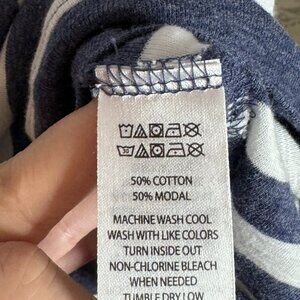 50% COTTON
50% MODAL
MACHINE WASH COOL
WASH WITH LIKE COLORS
TURN INSIDE OUT
NON-CHLORINE BLEACH
WHEN NEEDED
TUMBLE DRY LOW